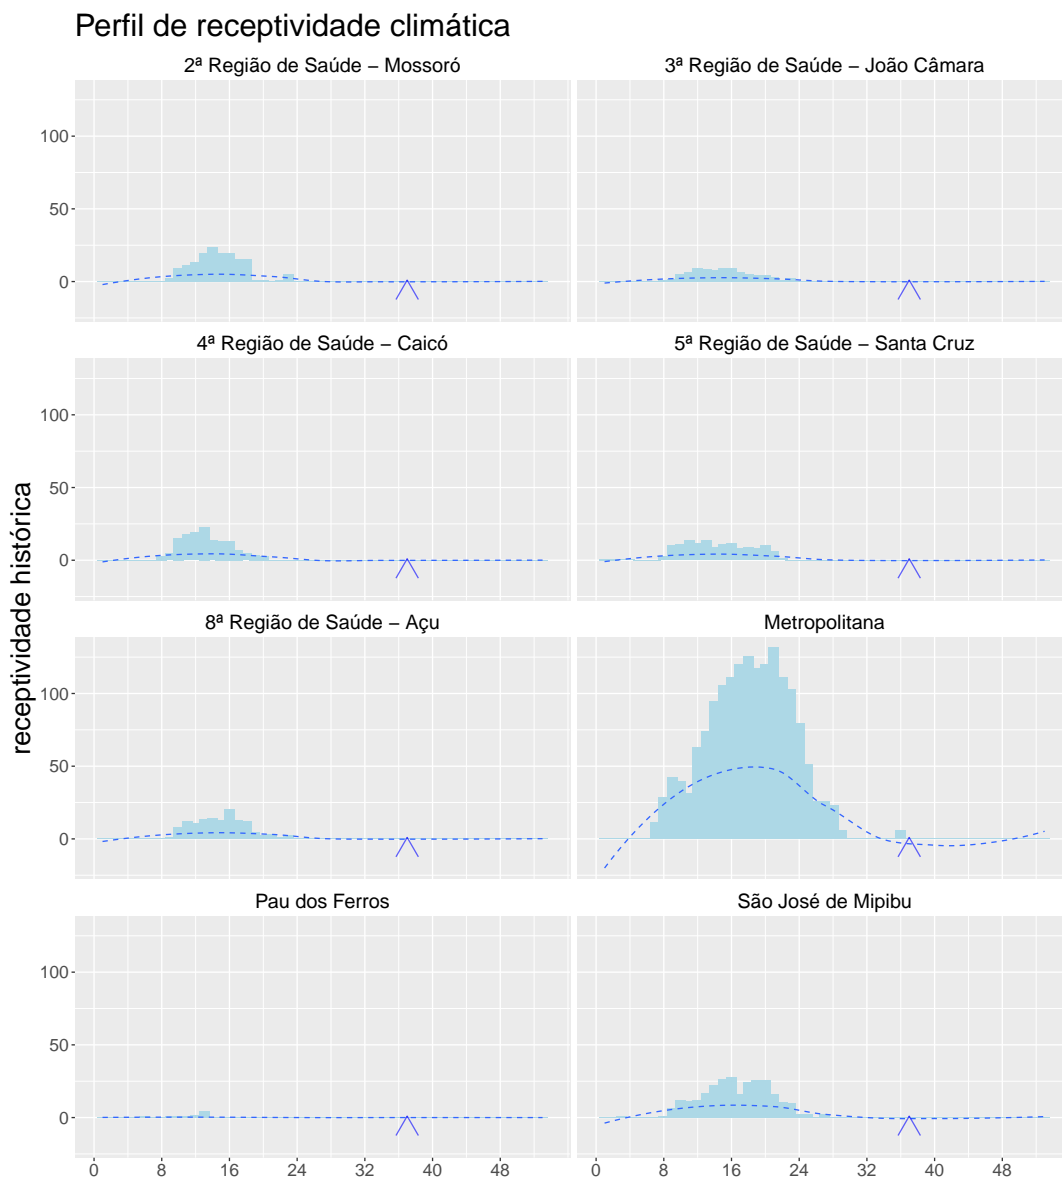 Perfil de receptividade climática
2ª Região de Saúde − Mossoró
3ª Região de Saúde − João Câmara
100
50
0
4ª Região de Saúde − Caicó
5ª Região de Saúde − Santa Cruz
100
50
0
receptividade histórica
8ª Região de Saúde − Açu
Metropolitana
100
50
0
Pau dos Ferros
São José de Mipibu
100
50
0
0 8 16 24 32 40 48
0 8 16 24 32 40 48